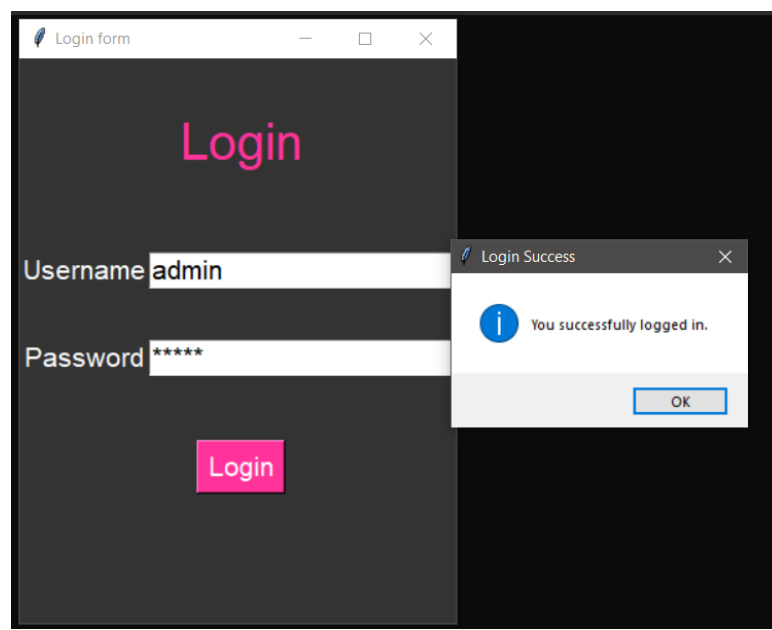 Login form
Login
Username admin
Password *****
Login
Login Success
You successfully logged in.
OK